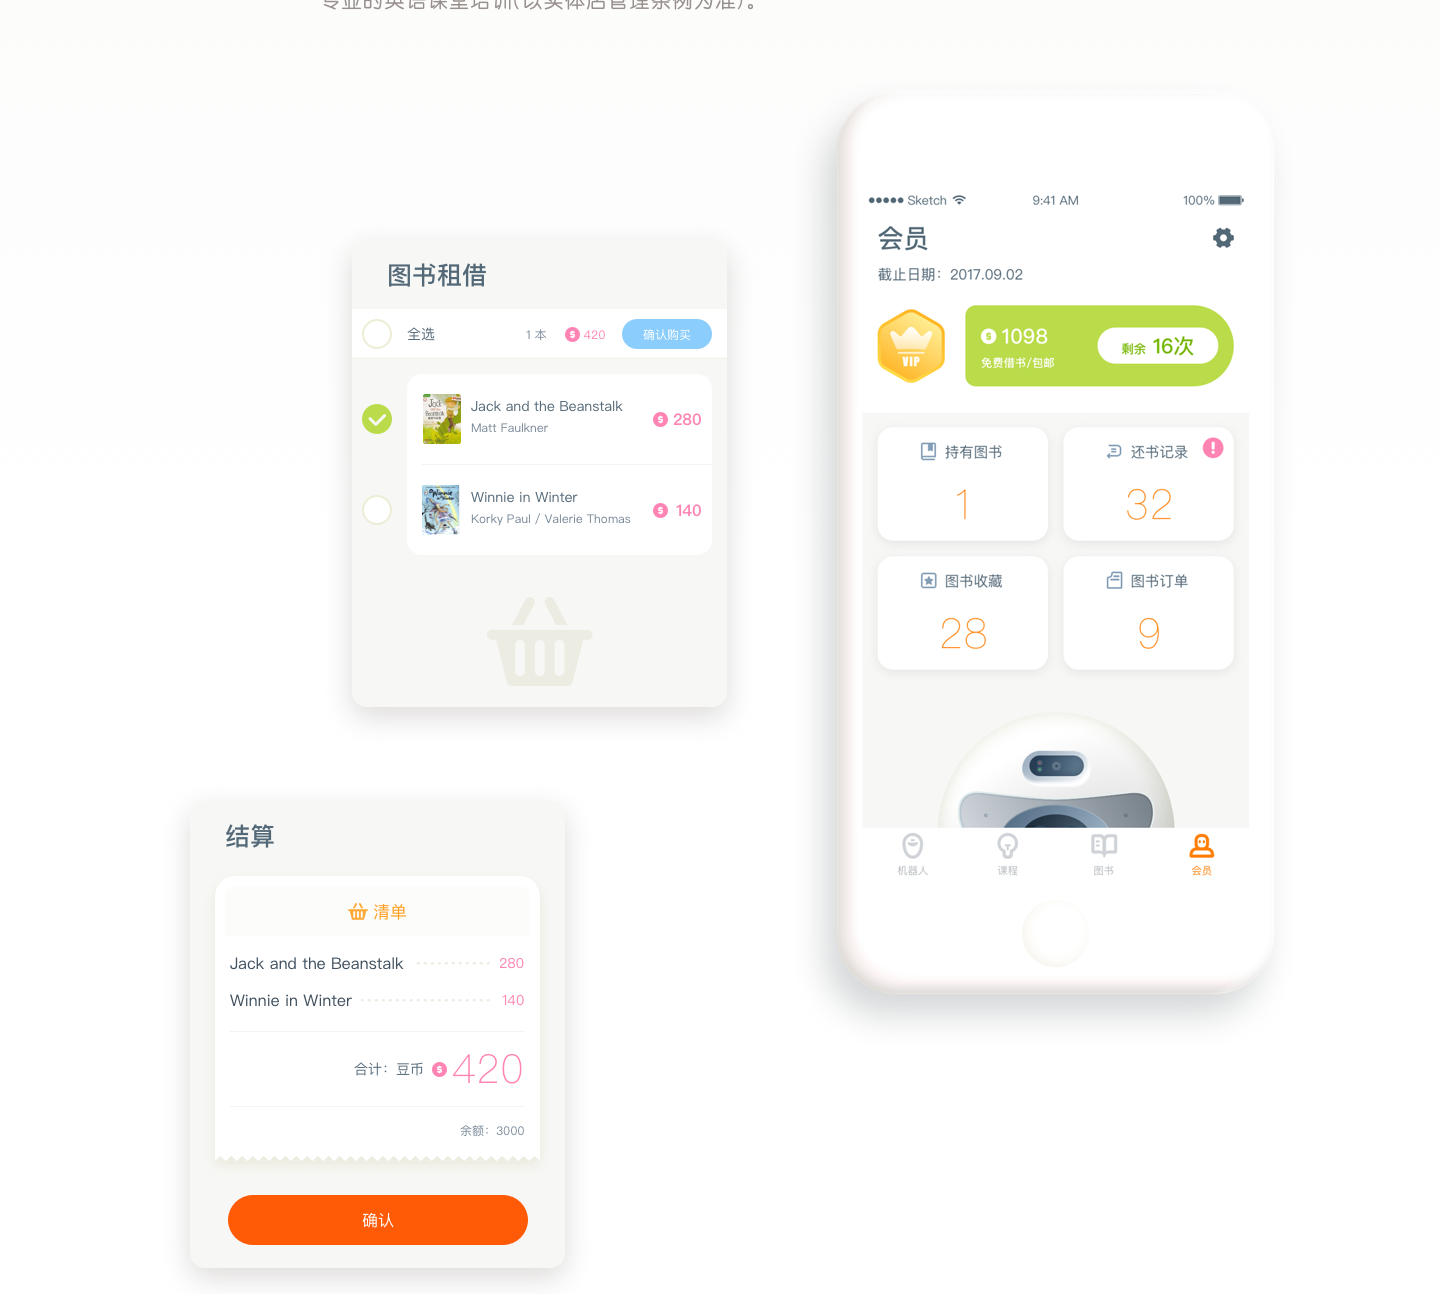 专业的英语课堂培训(以实体店管理条例为准)。
Sketch 9:41 AM 100%
会员
截止日期：2017.09.02
VIP
1098
免费借书/包邮
剩余 16次
持有图书
1
还书记录
32
图书收藏
28
图书订单
9
机器人 课程 图书 会员
图书租借
全选 1 本 420 确认购买
Jack and the Beanstalk
Matt Faulkner
280
Winnie in Winter
Korky Paul / Valerie Thomas
140
结算
清单
Jack and the Beanstalk 280
Winnie in Winter 140
合计：豆币 420
余额：3000
确认